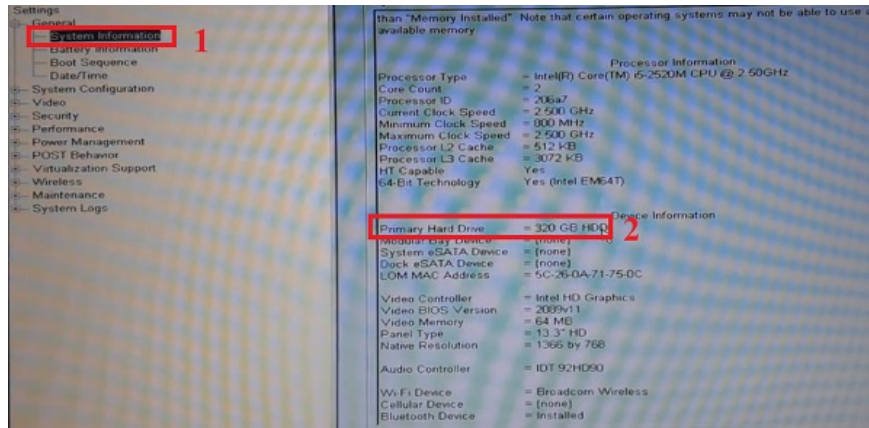 Settings
General
System Information
1
Battery Information
Boot Sequence
Date/Time
System Configuration
Video
Security
Performance
Power Management
POST Behavior
Virtualization Support
Wireless
Maintenance
System Logs
than "Memory Installed" Note that certain operating systems may not be able to use a
available memory
Processor Information
Processor Type = Intel(R) Core(TM) i5-2520M CPU @ 2.50GHz
Core Count = 2
Processor ID = 206a7
Current Clock Speed = 2.500 GHz
Minimum Clock Speed = 800 MHz
Maximum Clock Speed = 2.500 GHz
Processor L2 Cache = 512 KB
Processor L3 Cache = 3072 KB
HT Capable Yes
64-Bit Technology Yes (Intel EM64T)
Device Information
Primary Hard Drive = 320 GB HDD
2
Modular Bay Device = {none}
System eSATA Device = {none}
Dock eSATA Device = {none}
LOM MAC Address = 5C-26-0A-71-75-0C
Video Controller = Intel HD Graphics
Video BIOS Version = 2089v11
Video Memory = 64 MB
Panel Type = 13.3" HD
Native Resolution = 1366 by 768
Audio Controller = IDT 92HD90
Wi-Fi Device = Broadcom Wireless
Cellular Device = {none}
Bluetooth Device = Installed